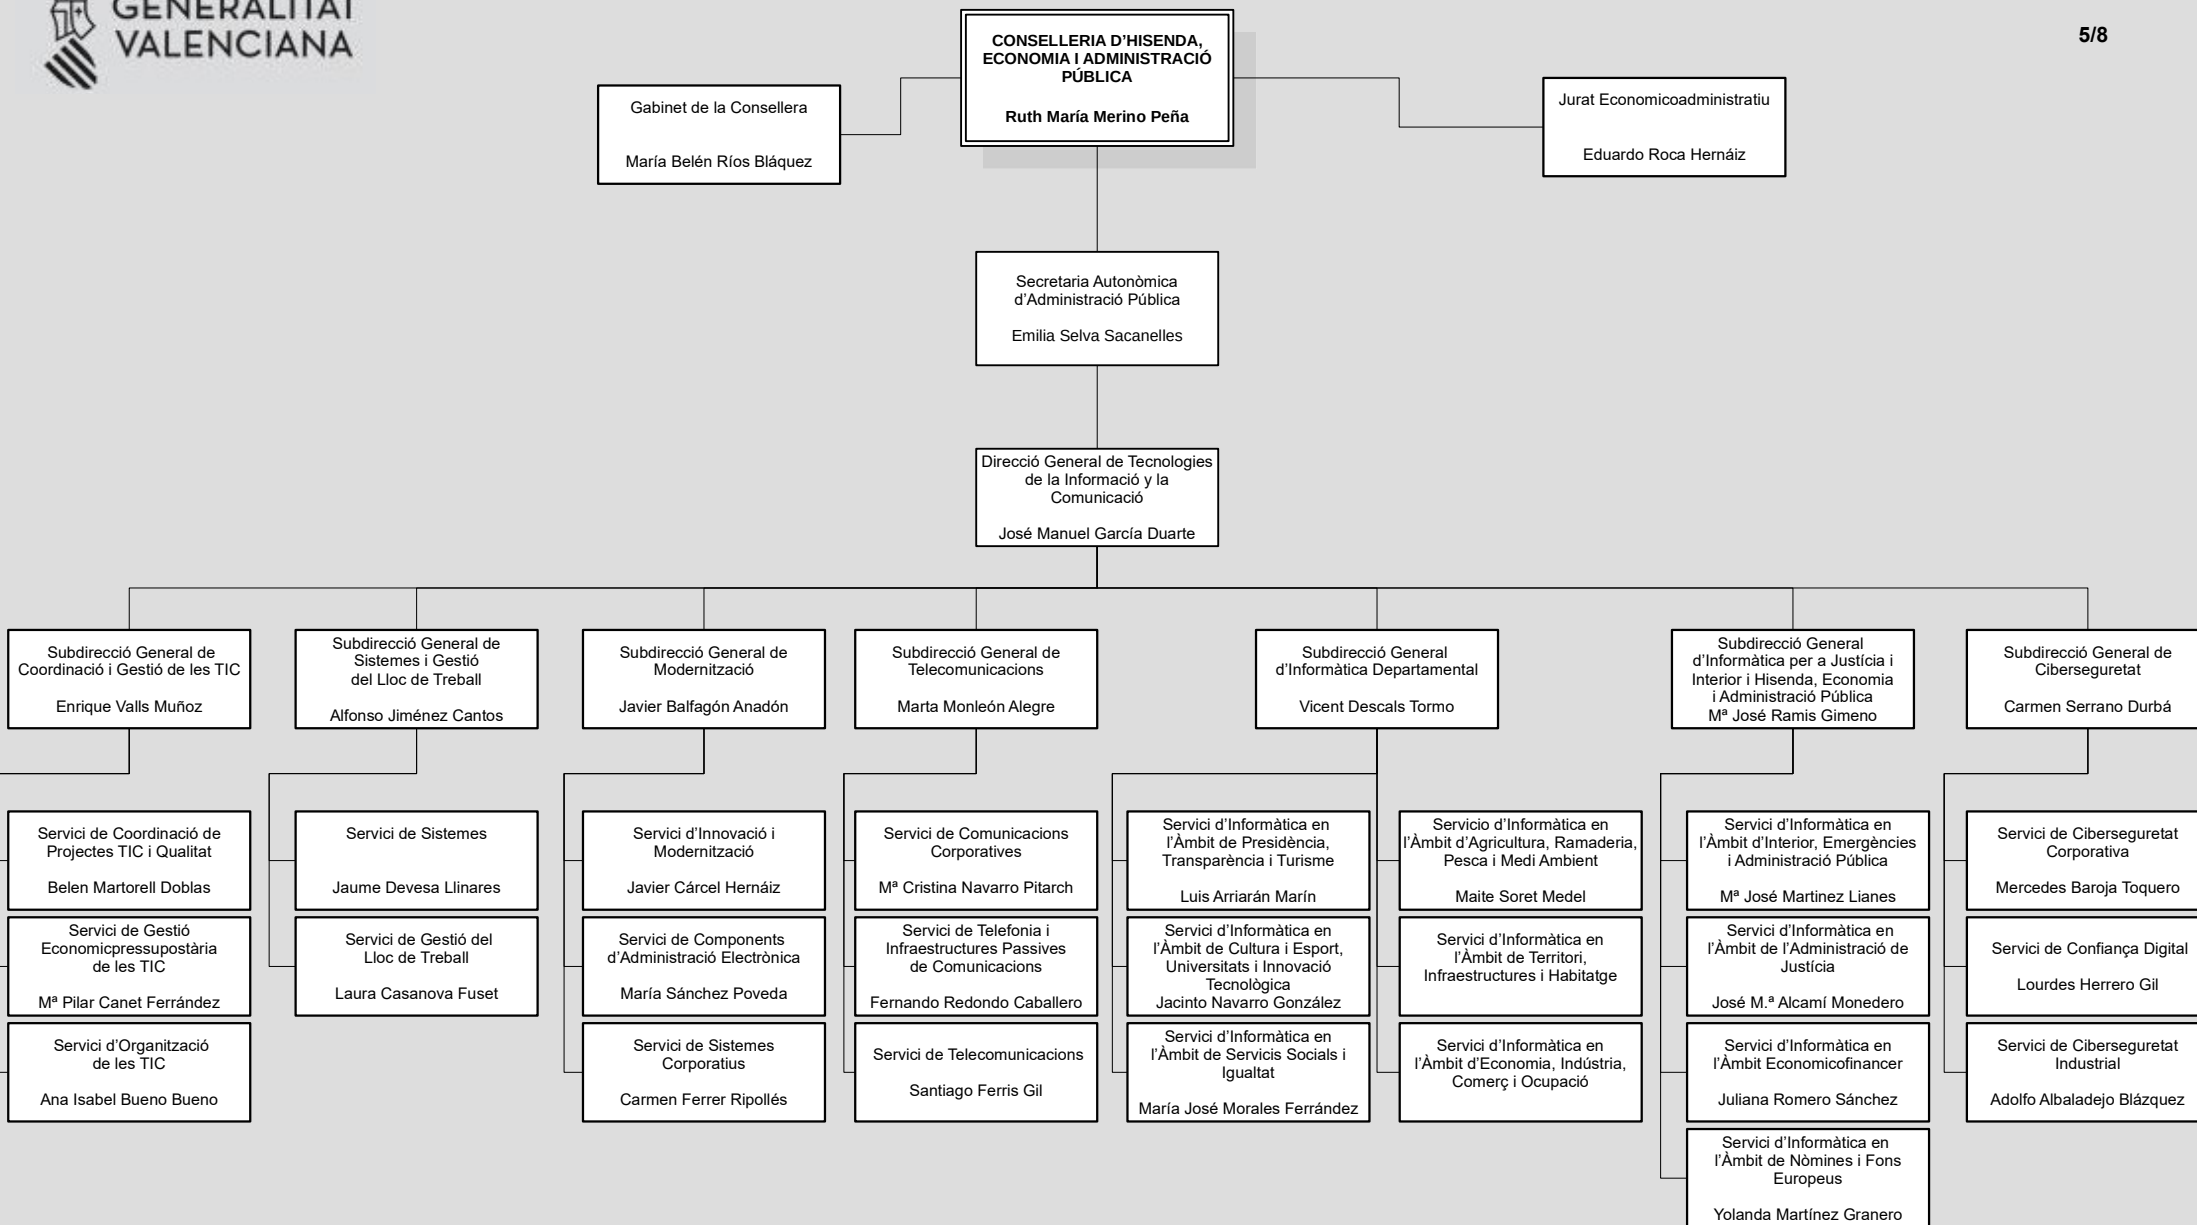 GENERALITAT
VALENCIANA
5/8
CONSELLERIA D’HISENDA,
ECONOMIA I ADMINISTRACIÓ
PÚBLICA
Ruth María Merino Peña
Gabinet de la Consellera
María Belén Ríos Bláquez
Jurat Economicoadministratiu
Eduardo Roca Hernáiz
Secretaria Autonòmica
d’Administració Pública
Emilia Selva Sacanelles
Direcció General de Tecnologies
de la Informació y la
Comunicació
José Manuel García Duarte
Subdirecció General de
Coordinació i Gestió de les TIC
Enrique Valls Muñoz
Subdirecció General de
Sistemes i Gestió
del Lloc de Treball
Alfonso Jiménez Cantos
Subdirecció General de
Modernització
Javier Balfagón Anadón
Subdirecció General de
Telecomunicacions
Marta Monleón Alegre
Subdirecció General
d’Informàtica Departamental
Vicent Descals Tormo
Subdirecció General
d’Informàtica per a Justícia i
Interior i Hisenda, Economia
i Administració Pública
Mª José Ramis Gimeno
Subdirecció General de
Ciberseguretat
Carmen Serrano Durbá
Servici de Coordinació de
Projectes TIC i Qualitat
Belen Martorell Doblas
Servici de Sistemes
Jaume Devesa Llinares
Servici d’Innovació i
Modernització
Javier Cárcel Hernáiz
Servici de Comunicacions
Corporatives
Mª Cristina Navarro Pitarch
Servici d’Informàtica en
l’Àmbit de Presidència,
Transparència i Turisme
Luis Arriarán Marín
Servicio d’Informàtica en
l’Àmbit d’Agricultura, Ramaderia,
Pesca i Medi Ambient
Maite Soret Medel
Servici d’Informàtica en
l’Àmbit d’Interior, Emergències
i Administració Pública
Mª José Martinez Lianes
Servici de Ciberseguretat
Corporativa
Mercedes Baroja Toquero
Servici de Gestió
Economicpressupostària
de les TIC
Mª Pilar Canet Ferrández
Servici de Gestió del
Lloc de Treball
Laura Casanova Fuset
Servici de Components
d’Administració Electrònica
María Sánchez Poveda
Servici de Telefonia i
Infraestructures Passives
de Comunicacions
Fernando Redondo Caballero
Servici d’Informàtica en
l’Àmbit de Cultura i Esport,
Universitats i Innovació
Tecnològica
Jacinto Navarro González
Servici d’Informàtica en
l’Àmbit de Territori,
Infraestructures i Habitatge
Servici d’Informàtica en
l’Àmbit de l’Administració de
Justícia
José M.ª Alcamí Monedero
Servici de Confiança Digital
Lourdes Herrero Gil
Servici d’Organització
de les TIC
Ana Isabel Bueno Bueno
Servici de Sistemes
Corporatius
Carmen Ferrer Ripollés
Servici de Telecomunicacions
Santiago Ferris Gil
Servici d’Informàtica en
l’Àmbit de Servicis Socials i
Igualtat
María José Morales Ferrández
Servici d’Informàtica en
l’Àmbit d’Economia, Indústria,
Comerç i Ocupació
Servici d’Informàtica en
l’Àmbit Economicofinancer
Juliana Romero Sánchez
Servici de Ciberseguretat
Industrial
Adolfo Albaladejo Blázquez
Servici d’Informàtica en
l’Àmbit de Nòmines i Fons
Europeus
Yolanda Martínez Granero